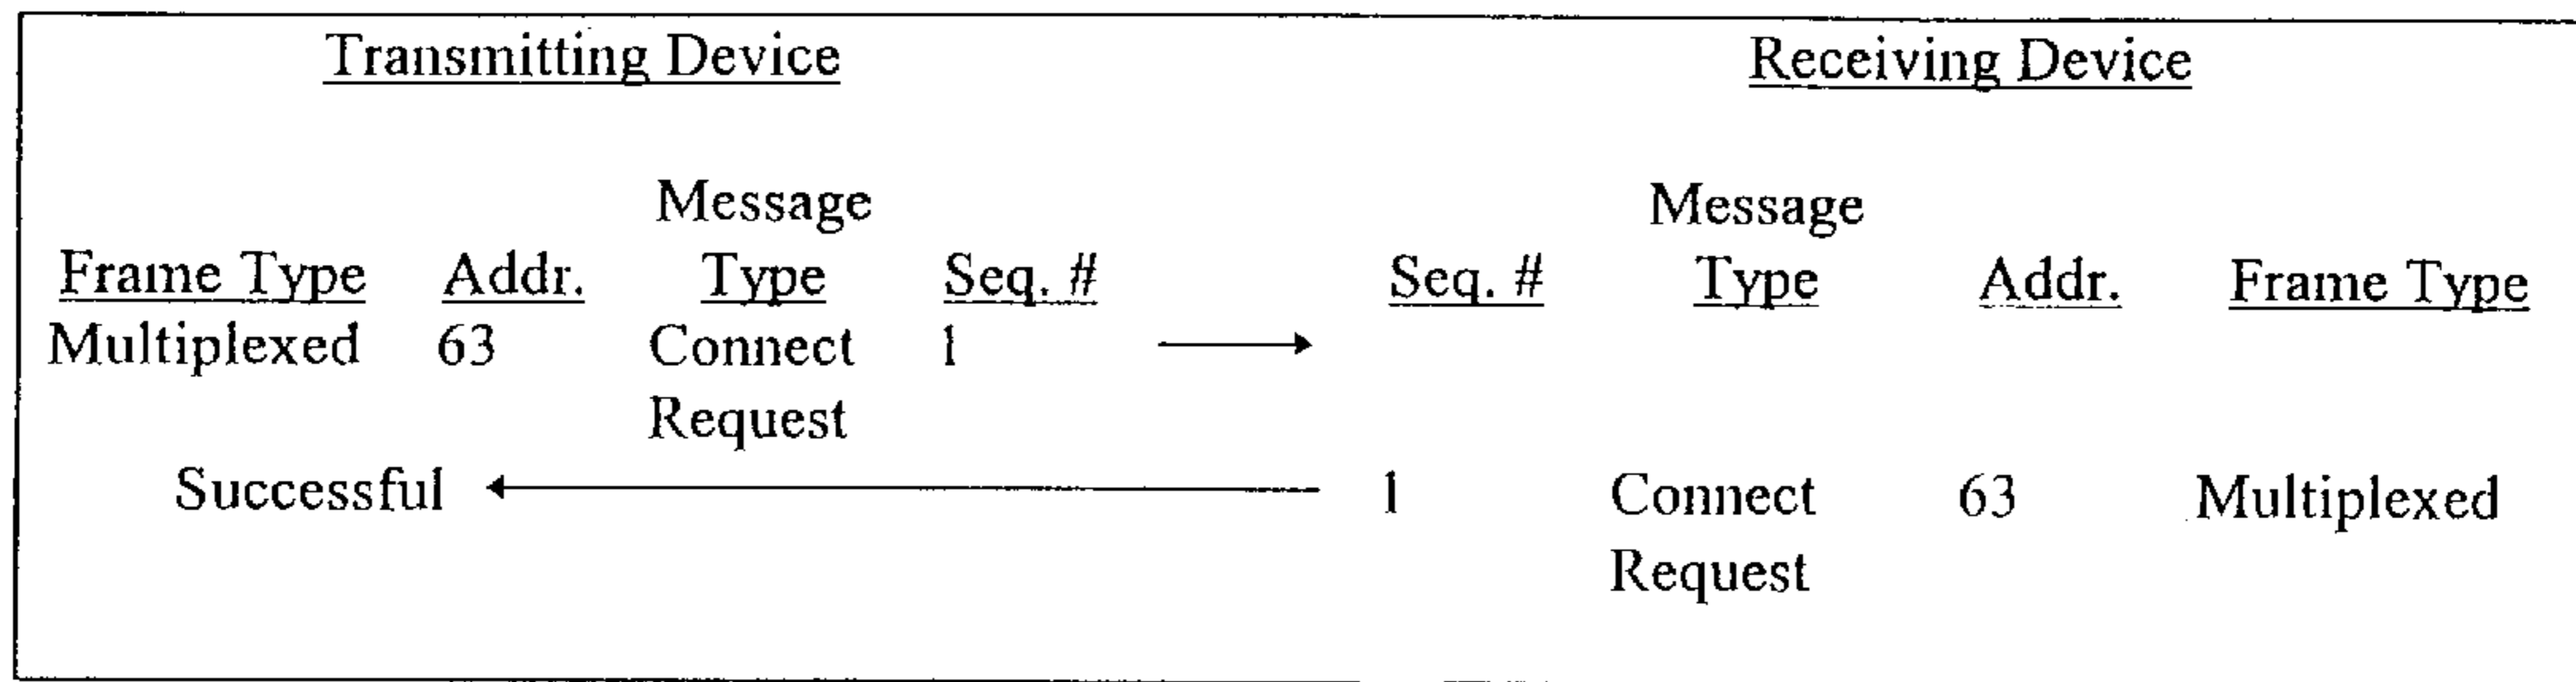 Transmitting Device Receiving Device
Message Message
Frame Type Addr. Type Seq. # Seq. # Type Addr. Frame Type
Multiplexed 63 Connect 1
Request
Successful 1 Connect 63 Multiplexed
Request